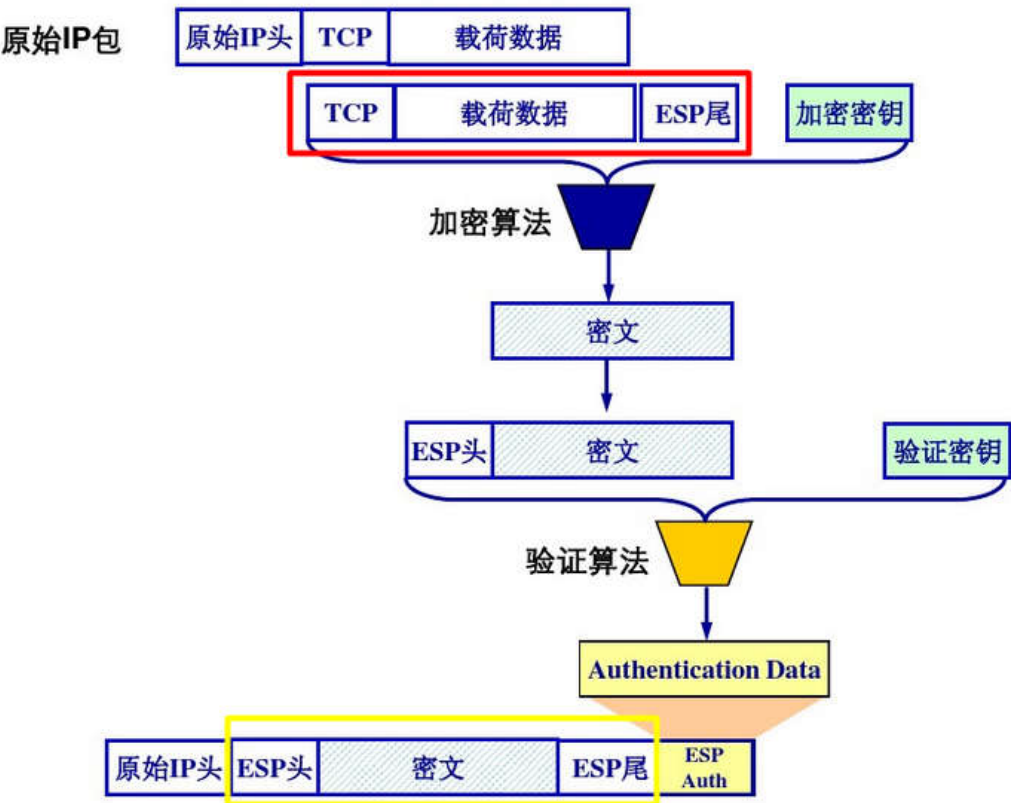 原始IP包
原始IP头 TCP 载荷数据
TCP 载荷数据 ESP尾 加密密钥
加密算法
密文
ESP头 密文 验证密钥
验证算法
Authentication Data
原始IP头 ESP头 密文 ESP尾 ESP
Auth